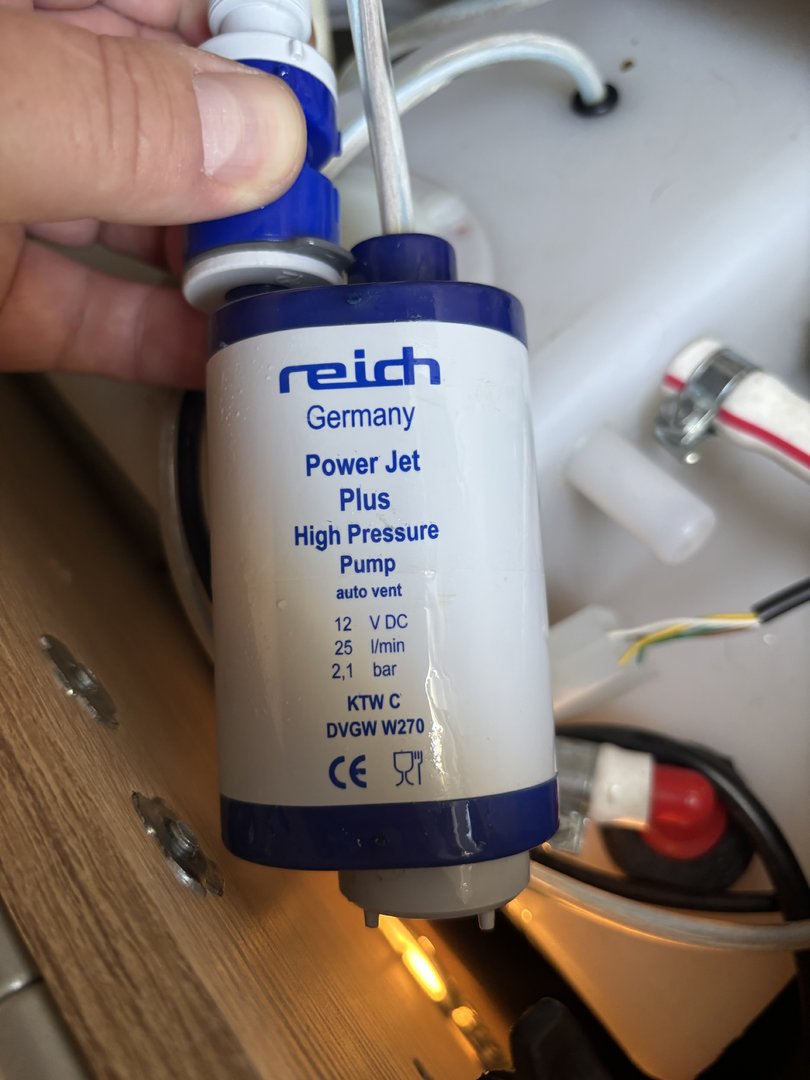 reich
Germany
Power Jet
Plus
High Pressure
Pump
auto vent
12 V DC
25 l/min
2,1 bar
KTW C
DVGW W270
CE